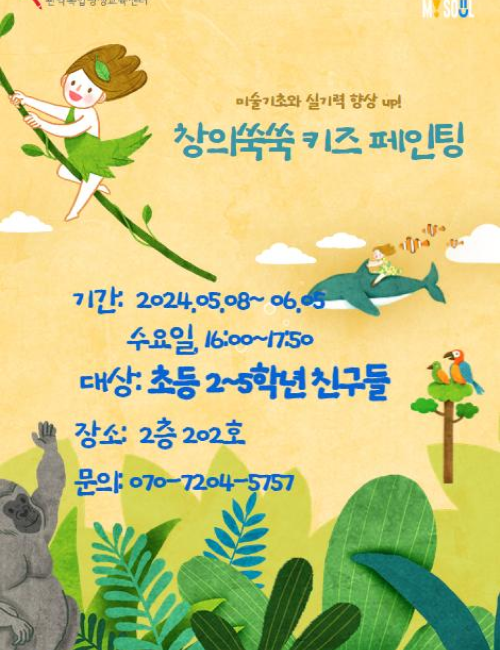 MY SOUL
미술기초와 실기력 향상 up!
창의쑥쑥 키즈 페인팅
기간: 2024.05.08~ 06.05
수요일, 16:00~17:50
대상: 초등 2~5학년 친구들
장소: 2층 202호
문의: 070-7204-5757